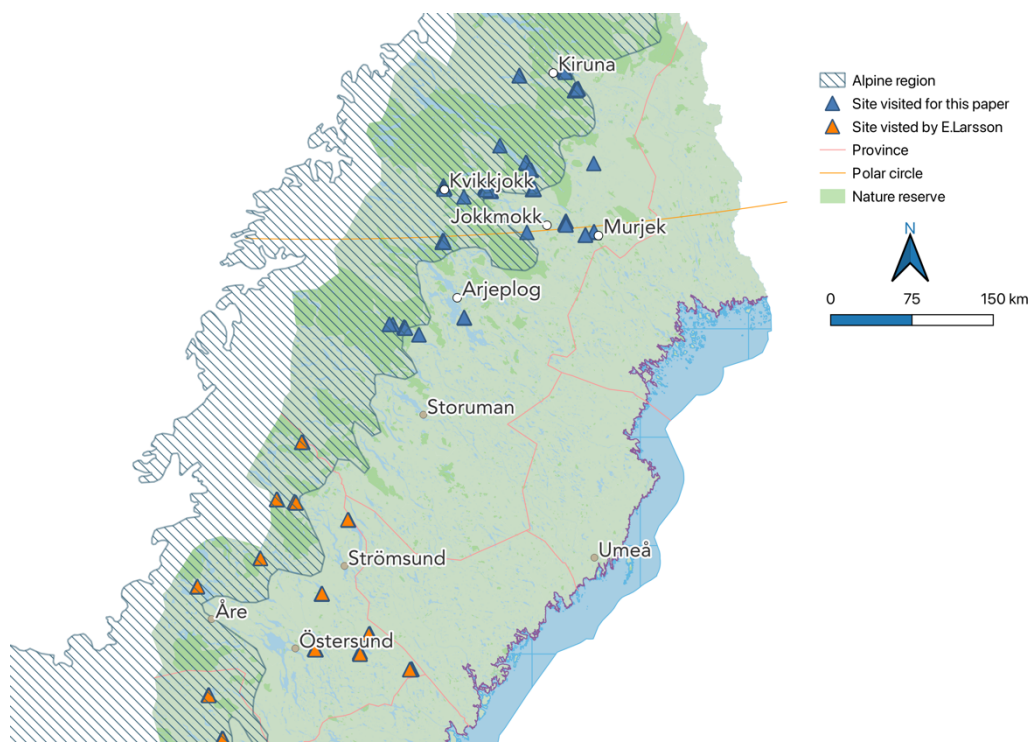 Kiruna
Kvikkjokk
Jokkmokk
Murjek
Arjeplog
Storuman
Umeå
Strömsund
Åre
Östersund
Alpine region
Site visited for this paper
Site visted by E.Larsson
Province
Polar circle
Nature reserve
N
0 75 150 km